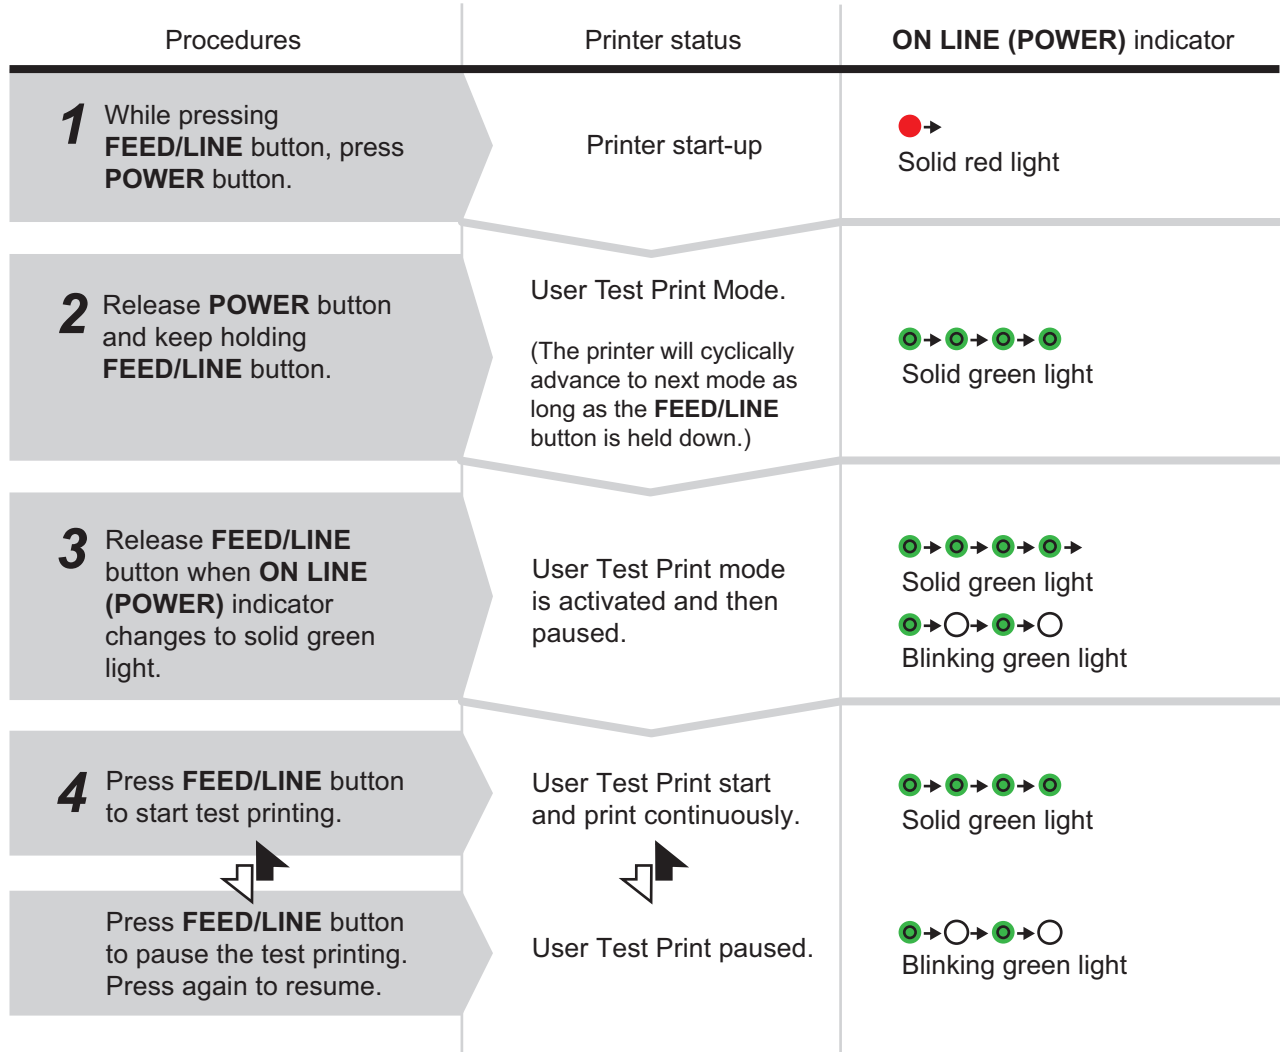 Procedures
Printer status
ON LINE (POWER) indicator
1
While pressing
FEED/LINE button, press
POWER button.
Printer start-up
Solid red light
2
Release POWER button
and keep holding
FEED/LINE button.
User Test Print Mode.
(The printer will cyclically
advance to next mode as
long as the FEED/LINE
button is held down.)
Solid green light
3
Release FEED/LINE
button when ON LINE
(POWER) indicator
changes to solid green
light.
User Test Print mode
is activated and then
paused.
Solid green light
Blinking green light
4
Press FEED/LINE button
to start test printing.
User Test Print start
and print continuously.
Solid green light
Press FEED/LINE button
to pause the test printing.
Press again to resume.
User Test Print paused.
Blinking green light